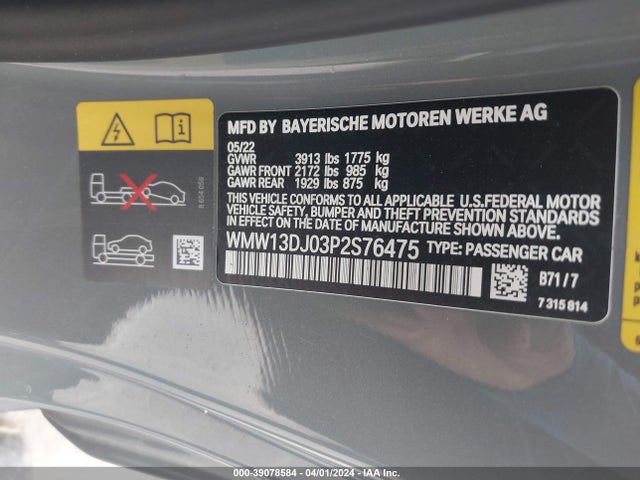 MFD BY BAYERISCHE MOTOREN WERKE AG
05/22
GVWR 3913 lbs 1775 kg
GAWR FRONT 2172 lbs 985 kg
GAWR REAR 1929 lbs 875 kg
THIS VEHICLE CONFORMS TO ALL APPLICABLE U.S.FEDERAL MOTOR
VEHICLE SAFETY, BUMPER AND THEFT PREVENTION STANDARDS
IN EFFECT ON THE DATE OF MANUFACTURE SHOWN ABOVE.
WMW13DJ03P2S76475 TYPE: PASSENGER CAR
B71/7
7 315 814
8 654 058
000-39078584 - 04/01/2024 - IAA Inc.